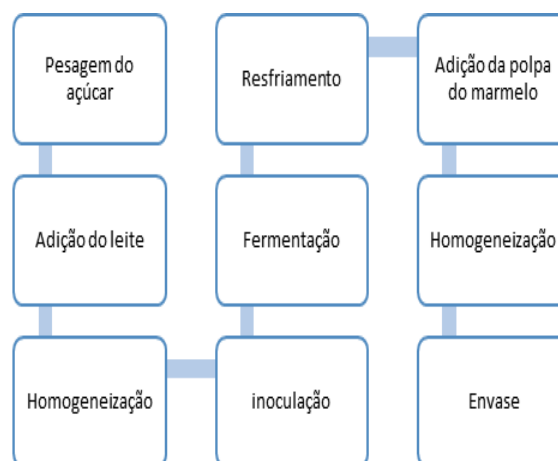 Pesagem do
açúcar
Adição do leite
Homogeneização
inoculação
Fermentação
Resfriamento
Adição da polpa
do marmelo
Homogeneização
Envase